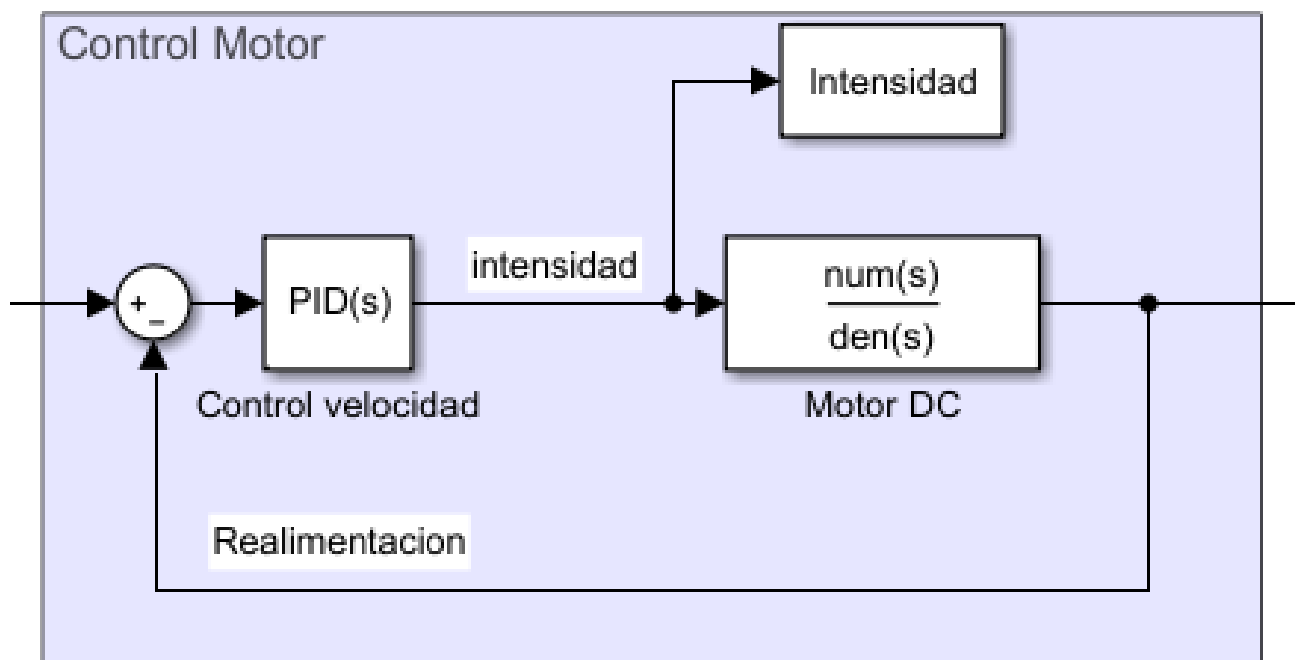 Control Motor
Intensidad
intensidad
+
−
PID(s)
num(s)
den(s)
Control velocidad
Motor DC
Realimentacion